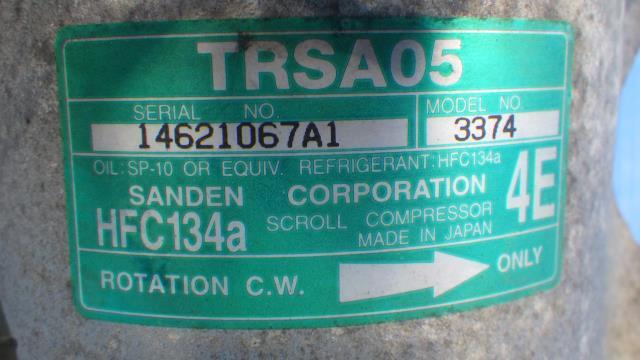 TRSA05
SERIAL NO.
14621067A1
MODEL NO.
3374
OIL: SP-10 OR EQUIV. REFRIGERANT: HFC134a
SANDEN CORPORATION 4E
HFC134a SCROLL COMPRESSOR
MADE IN JAPAN
ROTATION C.W. ONLY